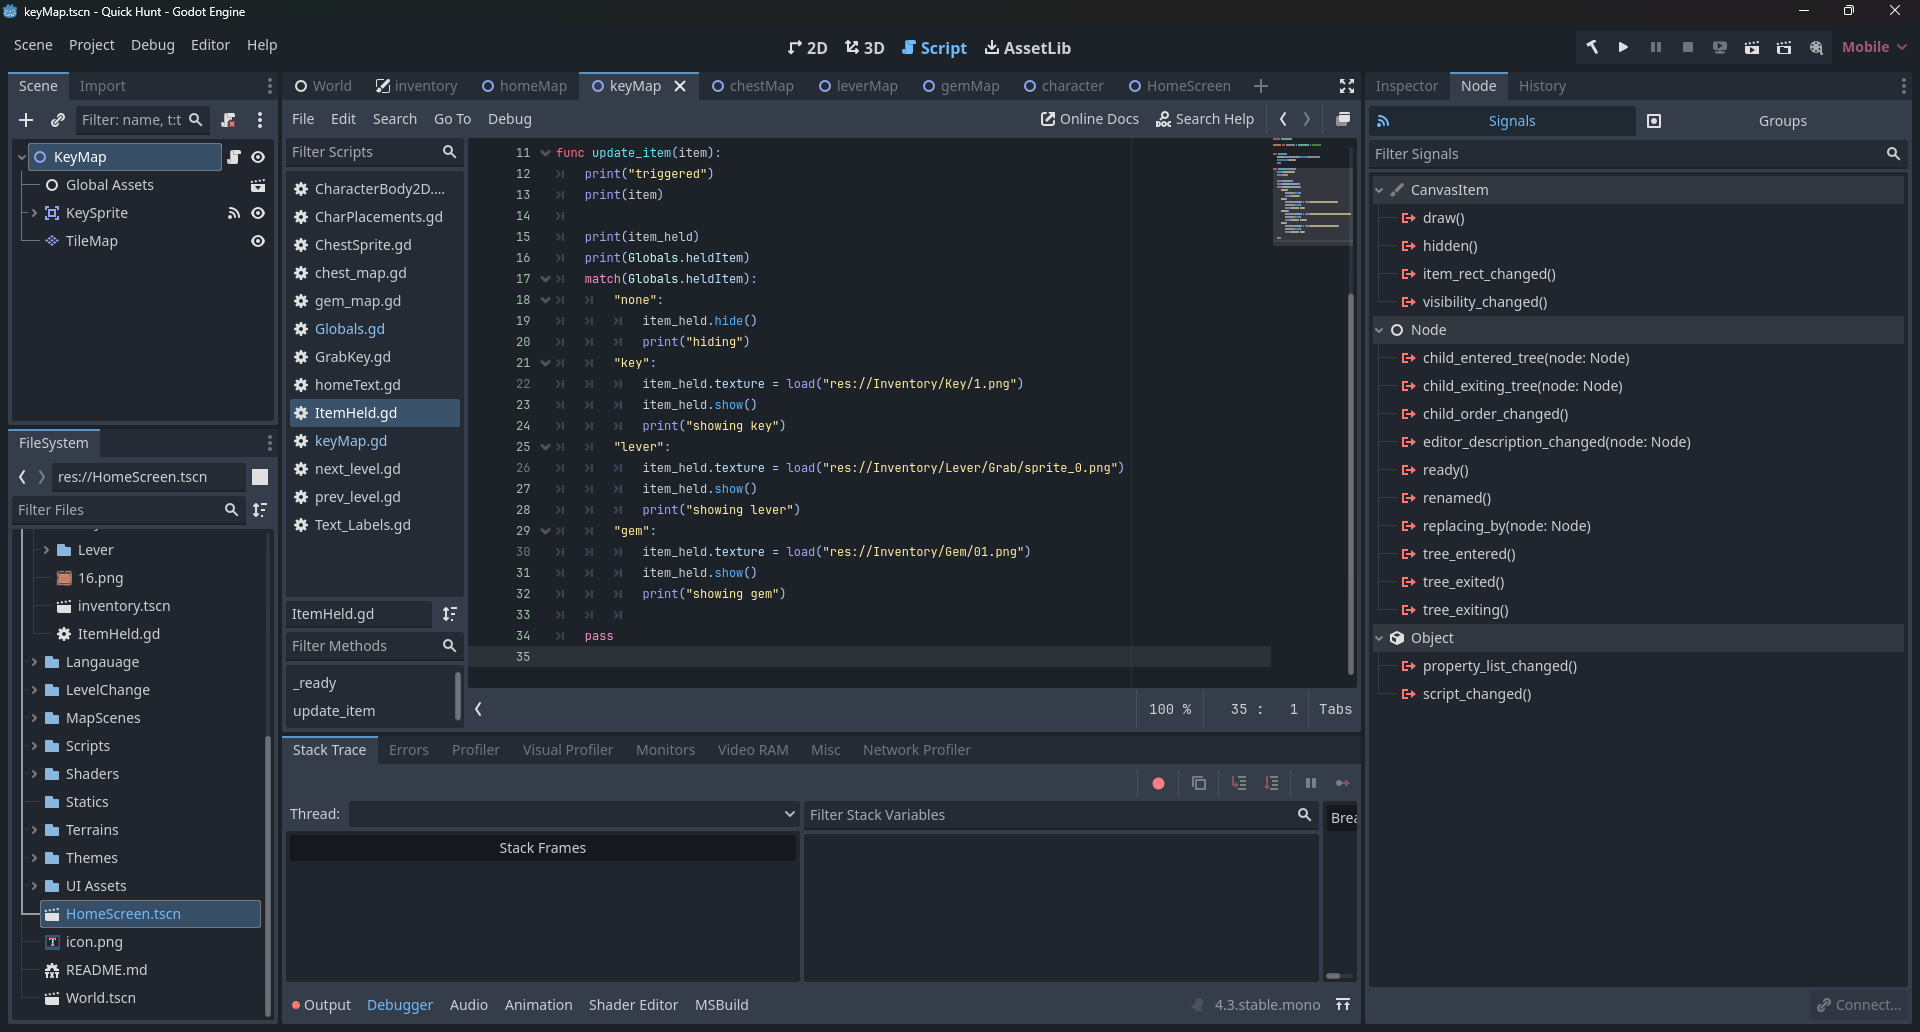 keyMap.tscn - Quick Hunt - Godot Engine
Scene Project Debug Editor Help
2D 3D Script AssetLib
Mobile
Scene Import
World inventory homeMap keyMap chestMap leverMap gemMap character HomeScreen
Inspector Node History
Filter: name, t:t
File Edit Search Go To Debug
Online Docs Search Help
Signals Groups
KeyMap
Global Assets
KeySprite
TileMap
Filter Scripts
CharacterBody2D....
CharPlacements.gd
ChestSprite.gd
chest_map.gd
gem_map.gd
Globals.gd
GrabKey.gd
homeText.gd
ItemHeld.gd
keyMap.gd
next_level.gd
prev_level.gd
Text_Labels.gd
ItemHeld.gd
Filter Methods
_ready
update_item
11 func update_item(item):
12 print("triggered")
13 print(item)
14
15 print(item_held)
16 print(Globals.heldItem)
17 match(Globals.heldItem):
18 "none":
19 item_held.hide()
20 print("hiding")
21 "key":
22 item_held.texture = load("res://Inventory/Key/1.png")
23 item_held.show()
24 print("showing key")
25 "lever":
26 item_held.texture = load("res://Inventory/Lever/Grab/sprite_0.png")
27 item_held.show()
28 print("showing lever")
29 "gem":
30 item_held.texture = load("res://Inventory/Gem/01.png")
31 item_held.show()
32 print("showing gem")
33
34 pass
35
100 % 35 : 1 Tabs
Filter Signals
CanvasItem
draw()
hidden()
item_rect_changed()
visibility_changed()
Node
child_entered_tree(node: Node)
child_exiting_tree(node: Node)
child_order_changed()
editor_description_changed(node: Node)
ready()
renamed()
replacing_by(node: Node)
tree_entered()
tree_exited()
tree_exiting()
Object
property_list_changed()
script_changed()
Connect...
FileSystem
res://HomeScreen.tscn
Filter Files
Lever
16.png
inventory.tscn
ItemHeld.gd
Langauage
LevelChange
MapScenes
Scripts
Shaders
Statics
Terrains
Themes
UI Assets
HomeScreen.tscn
icon.png
README.md
World.tscn
Stack Trace Errors Profiler Visual Profiler Monitors Video RAM Misc Network Profiler
Thread:
Filter Stack Variables
Brea
Stack Frames
Output Debugger Audio Animation Shader Editor MSBuild
4.3.stable.mono